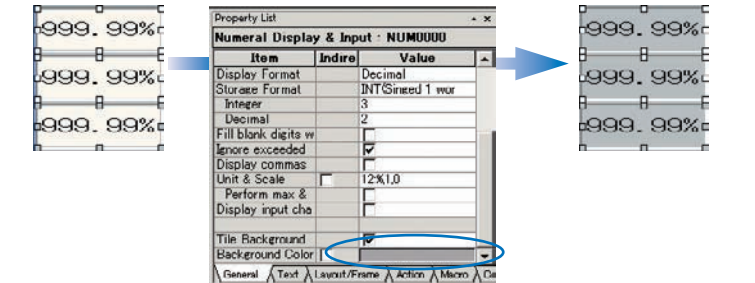 999.99%
999.99%
999.99%
Property List
Numeral Display & Input : NUM0000
Item Indire Value
Display Format Decimal
Storage Format INT(Singed 1 wor
Integer 3
Decimal 2
Fill blank digits w
Ignore exceeded
Display commas
Unit & Scale 12:%,1,0
Perform max &
Display input cha
Tile Background
Background Color
General Text Layout/Frame Action Macro De
999.99%
999.99%
999.99%